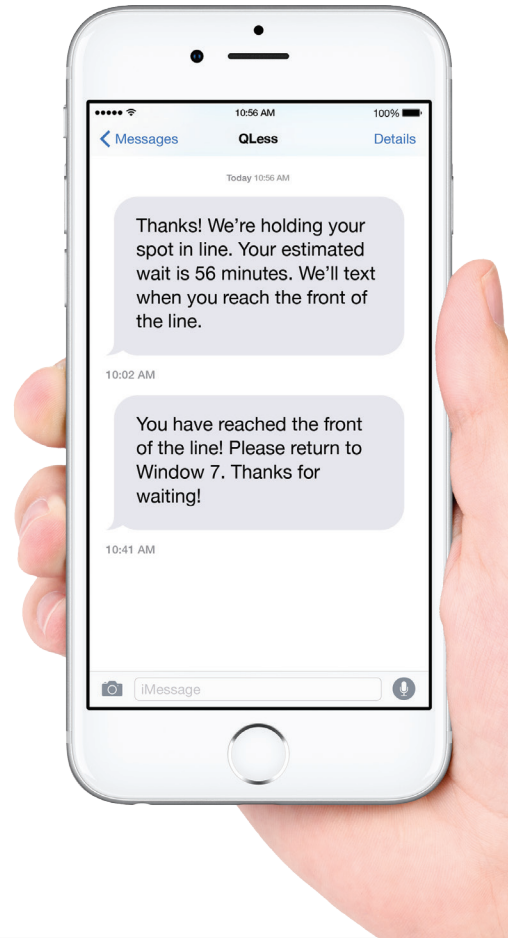 10:56 AM
100%
Messages
QLess
Details
Today 10:56 AM
Thanks! We’re holding your
spot in line. Your estimated
wait is 56 minutes. We’ll text
when you reach the front of
the line.
10:02 AM
You have reached the front
of the line! Please return to
Window 7. Thanks for
waiting!
10:41 AM
iMessage